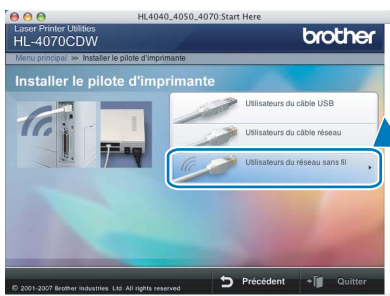 HL4040_4050_4070:Start Here
Laser Printer Utilities
HL-4070CDW
brother
Menu principal >> Installer le pilote d'imprimante
Installer le pilote d'imprimante
Utilisateurs du câble USB
Utilisateurs du câble réseau
Utilisateurs du réseau sans fil
© 2001-2007 Brother Industries Ltd. All rights reserved
Précédent
Quitter